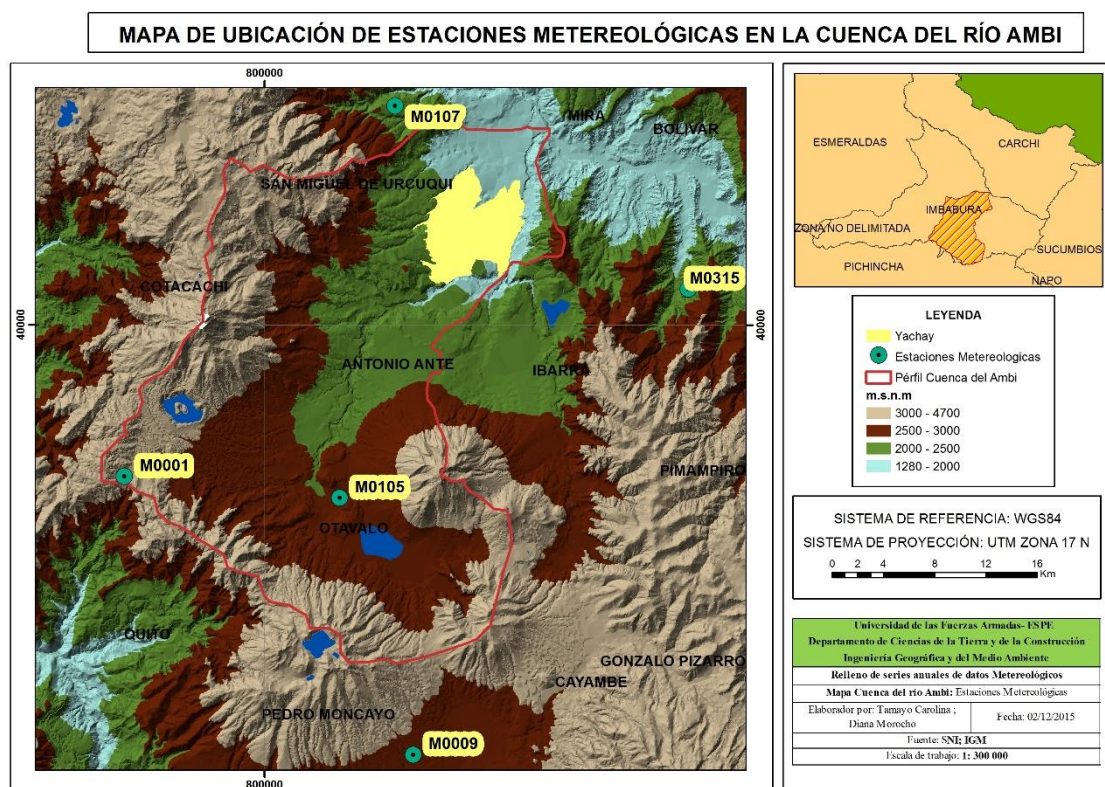 MAPA DE UBICACIÓN DE ESTACIONES METEREOLÓGICAS EN LA CUENCA DEL RÍO AMBI
800000
M0107
MIRA
BOLIVAR
SAN MIGUEL DE URCUQUI
COTACACHI
M0315
40000
40000
ANTONIO ANTE
IBARRA
M0001
M0105
PIMAMPIRO
OTAVALO
QUITO
GONZALO PIZARRO
CAYAMBE
PEDRO MONCAYO
M0009
800000
ESMERALDAS
CARCHI
IMBABURA
ZONA NO DELIMITADA
SUCUMBIOS
PICHINCHA
NAPO
LEYENDA
Yachay
Estaciones Metereologicas
Pérfil Cuenca del Ambi
m.s.n.m
3000 - 4700
2500 - 3000
2000 - 2500
1280 - 2000
SISTEMA DE REFERENCIA: WGS84
SISTEMA DE PROYECCIÓN: UTM ZONA 17 N
0 2 4 8 12 16
Km
Universidad de las Fuerzas Armadas- ESPE
Departamento de Ciencias de la Tierra y de la Construcción
Ingeniería Geográfica y del Medio Ambiente
Relleno de series anuales de datos Metereológicos
Mapa Cuenca del río Ambi: Estaciones Metereológicas
Elaborador por: Tamayo Carolina ;
Diana Morocho
Fecha: 02/12/2015
Fuente: SNI; IGM
Escala de trabajo: 1: 300 000